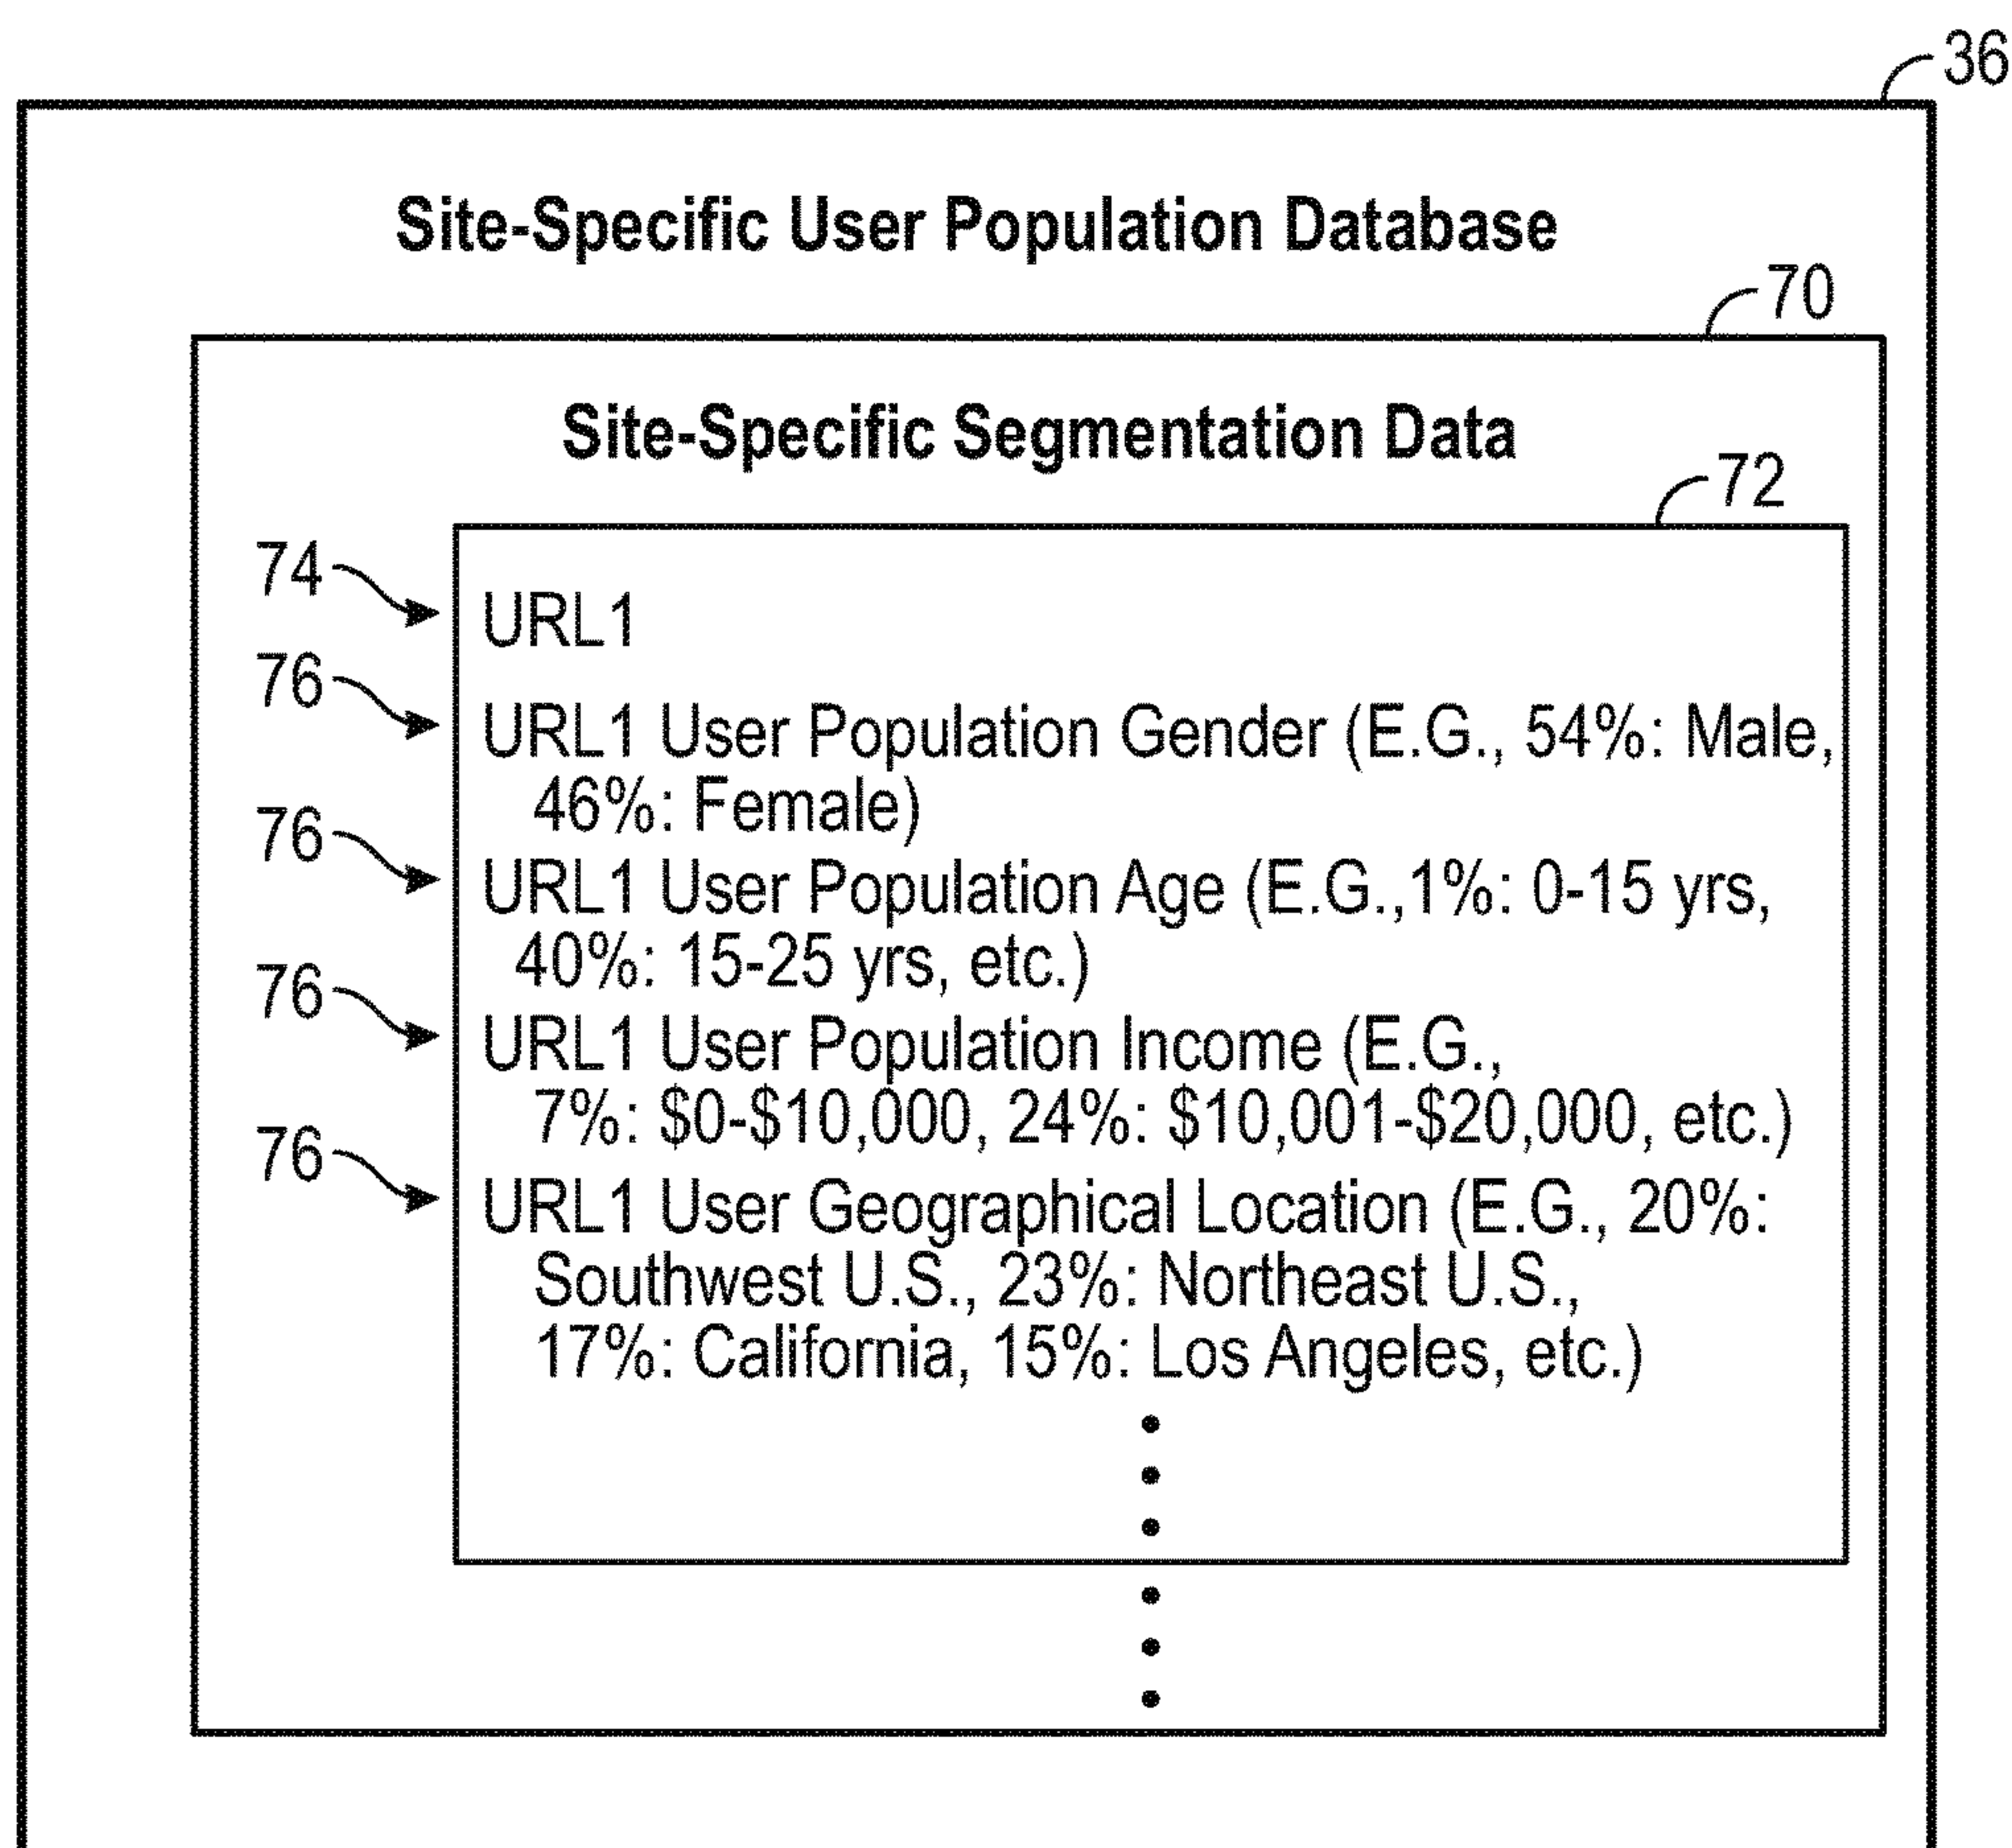 36
Site-Specific User Population Database
70
Site-Specific Segmentation Data
72
74
URL1
76
URL1 User Population Gender (E.G., 54%: Male,
46%: Female)
76
URL1 User Population Age (E.G.,1%: 0-15 yrs,
40%: 15-25 yrs, etc.)
76
URL1 User Population Income (E.G.,
7%: $0-$10,000, 24%: $10,001-$20,000, etc.)
76
URL1 User Geographical Location (E.G., 20%:
Southwest U.S., 23%: Northeast U.S.,
17%: California, 15%: Los Angeles, etc.)